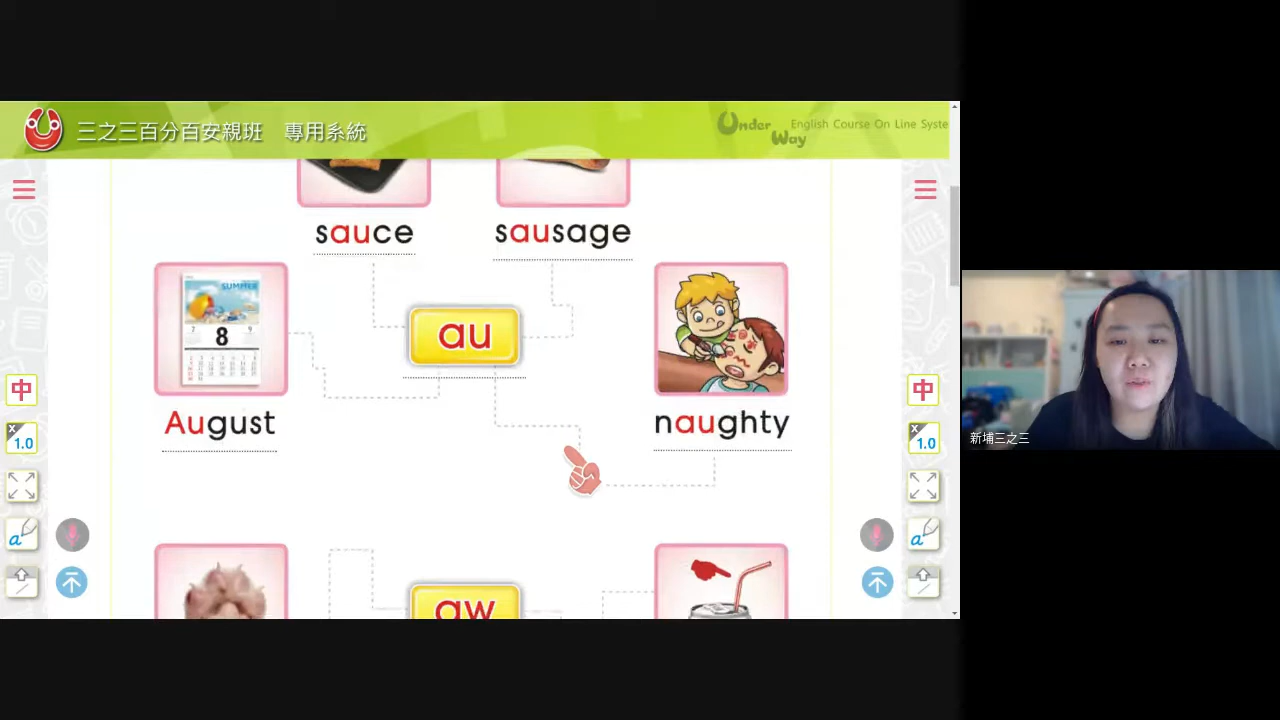 三之三百分百安親班 專用系統
Under Way
English Course On Line Syste
sauce
sausage
SUMMER
7 8 9
au
August
naughty
aw
中
x 1.0
a
中
x 1.0
a
新埔三之三